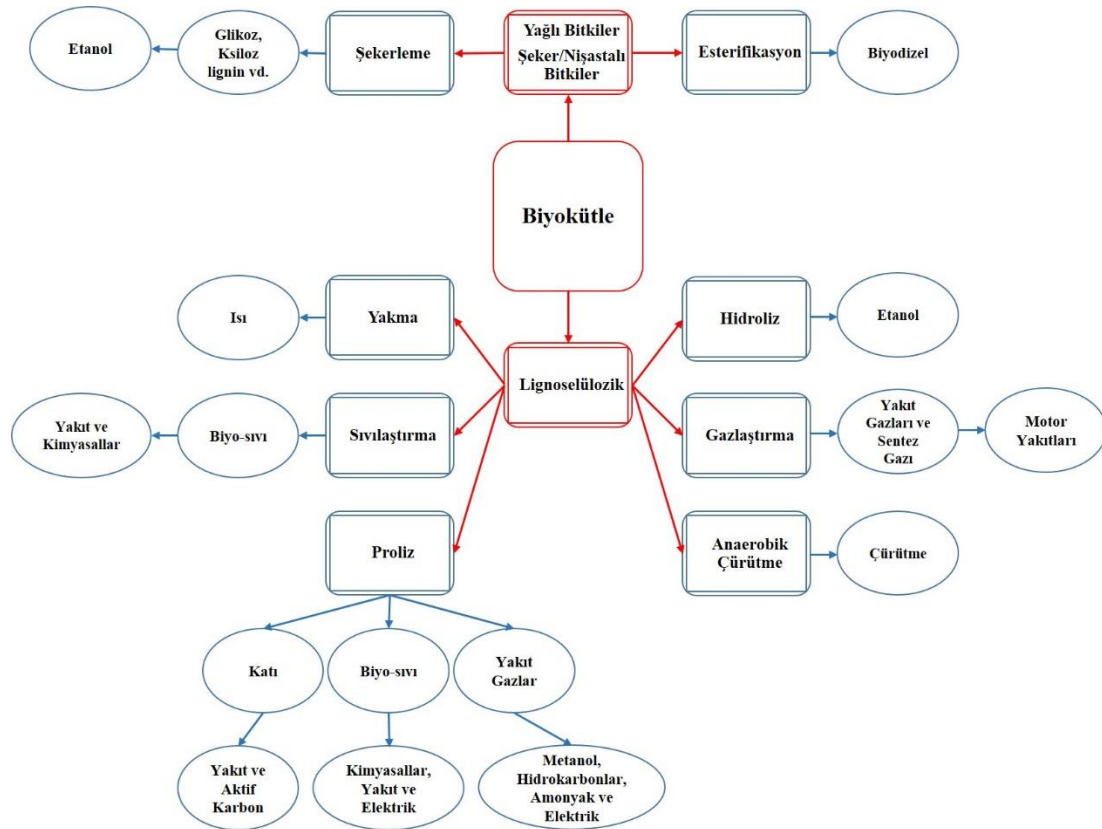 Etanol
Glikoz,
Ksiloz
lignin vd.
Şekerleme
Yağlı Bitkiler
Şeker/Nişastalı
Bitkiler
Esterifikasyon
Biyodizel
Biyokütle
Isı
Yakma
Hidroliz
Etanol
Lignoselülozik
Yakıt ve
Kimyasallar
Biyo-sıvı
Sıvılaştırma
Gazlaştırma
Yakıt
Gazları ve
Sentez
Gazı
Motor
Yakıtları
Proliz
Anaerobik
Çürütme
Çürütme
Katı
Biyo-sıvı
Yakıt
Gazlar
Yakıt ve
Aktif
Karbon
Kimyasallar,
Yakıt ve
Elektrik
Metanol,
Hidrokarbonlar,
Amonyak ve
Elektrik